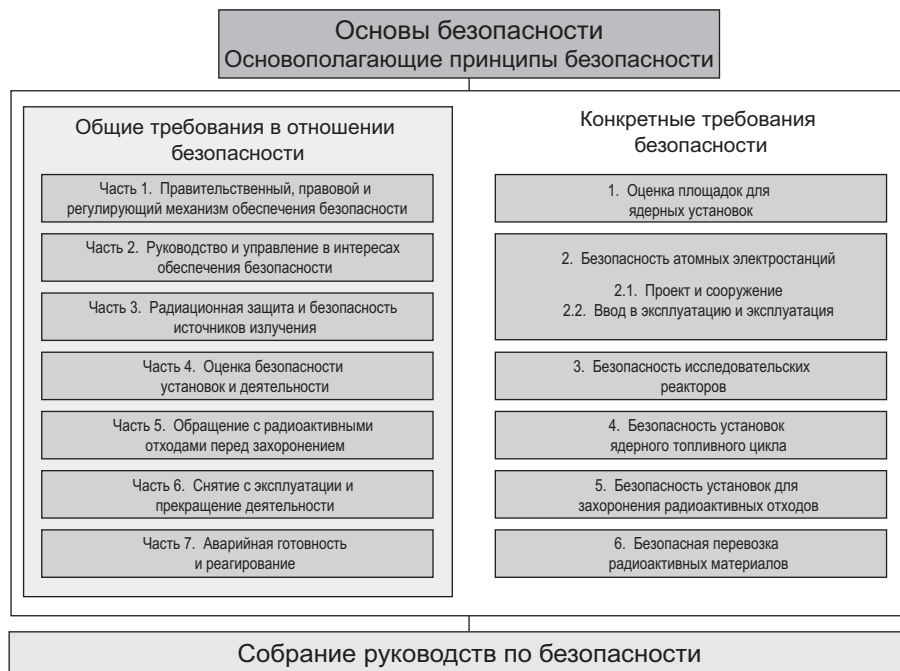 Основы безопасности
Основополагающие принципы безопасности
Общие требования в отношении
безопасности
Часть 1. Правительственный, правовой и
регулирующий механизм обеспечения безопасности
Часть 2. Руководство и управление в интересах
обеспечения безопасности
Часть 3. Радиационная защита и безопасность
источников излучения
Часть 4. Оценка безопасности
установок и деятельности
Часть 5. Обращение с радиоактивными
отходами перед захоронением
Часть 6. Снятие с эксплуатации и
прекращение деятельности
Часть 7. Аварийная готовность
и реагирование
Конкретные требования
безопасности
1. Оценка площадок для
ядерных установок
2. Безопасность атомных электростанций
2.1. Проект и сооружение
2.2. Ввод в эксплуатацию и эксплуатация
3. Безопасность исследовательских
реакторов
4. Безопасность установок
ядерного топливного цикла
5. Безопасность установок для
захоронения радиоактивных отходов
6. Безопасная перевозка
радиоактивных материалов
Собрание руководств по безопасности